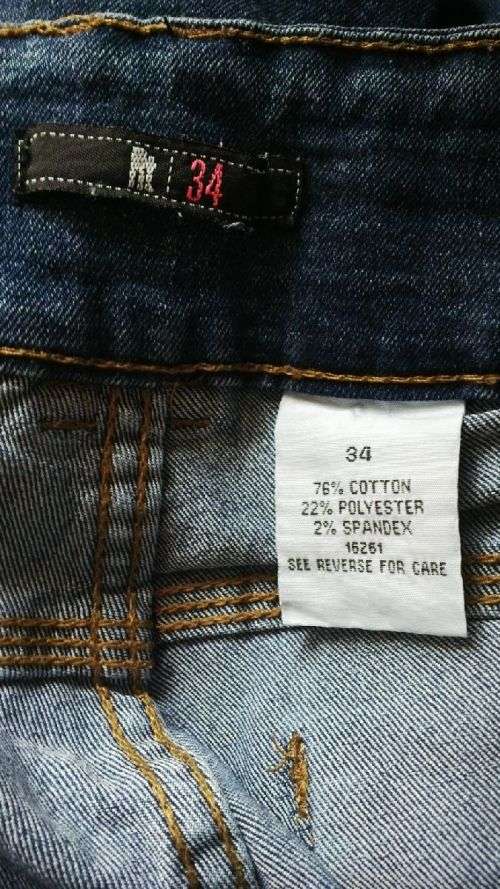 34
34
76% COTTON
22% POLYESTER
2% SPANDEX
16261
SEE REVERSE FOR CARE